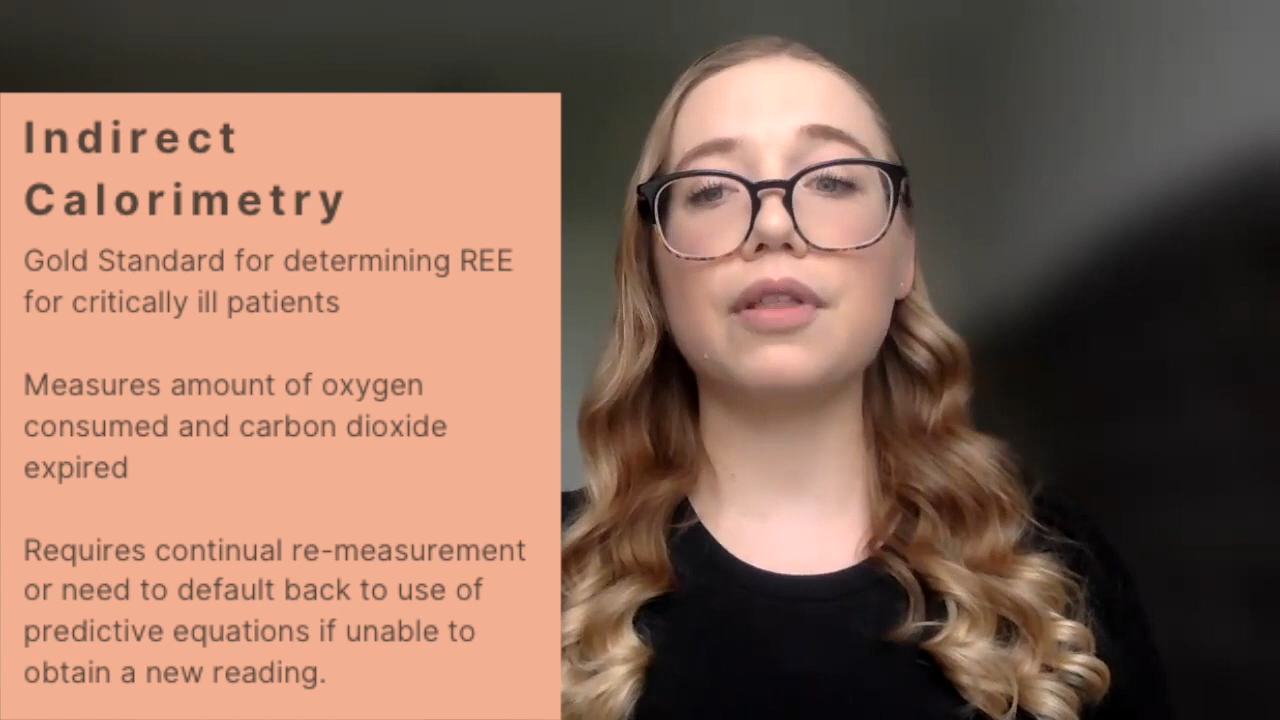 Indirect
Calorimetry
Gold Standard for determining REE
for critically ill patients
Measures amount of oxygen
consumed and carbon dioxide
expired
Requires continual re-measurement
or need to default back to use of
predictive equations if unable to
obtain a new reading.